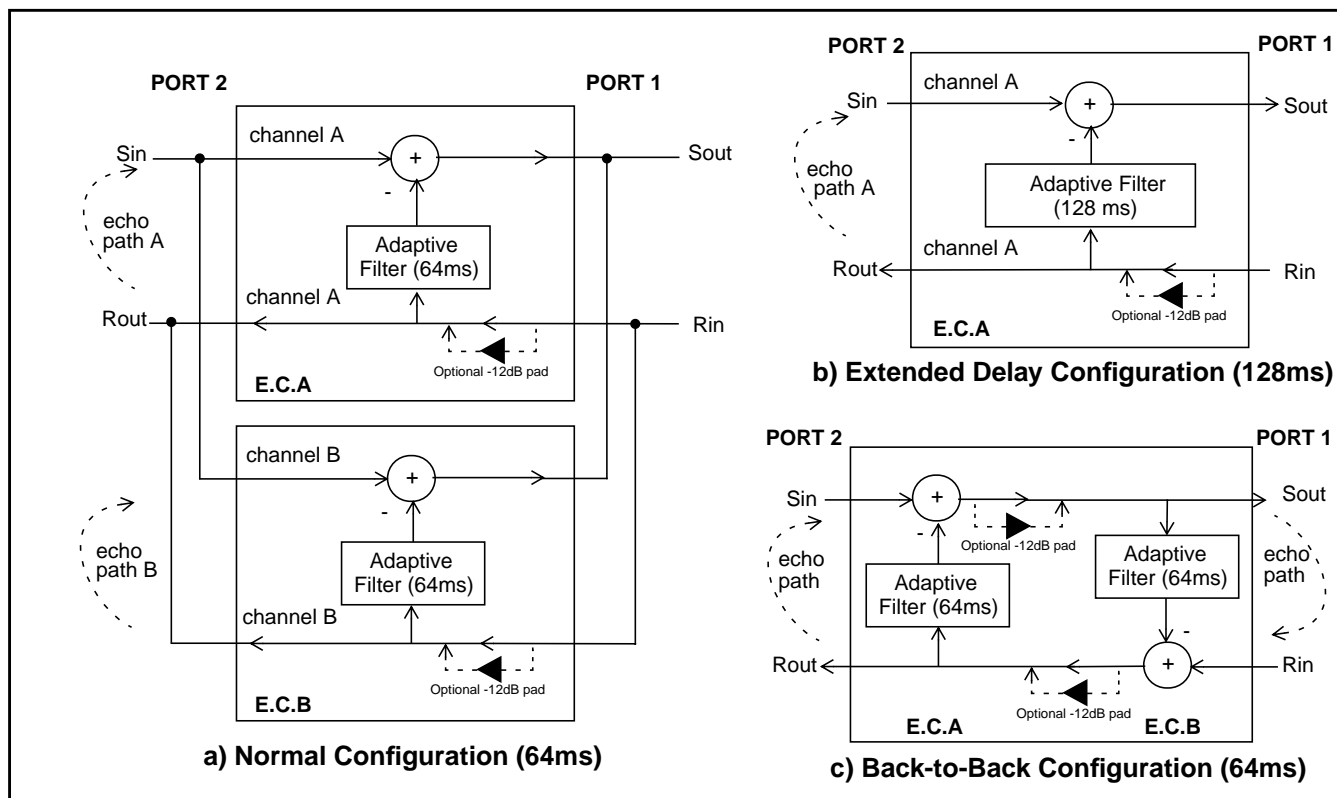 PORT 2
PORT 1
channel A
Sin
Sout
+
-
echo
path A
Adaptive
Filter (64ms)
channel A
Rout
Rin
Optional -12dB pad
E.C.A
channel B
+
-
echo
path B
Adaptive
Filter (64ms)
channel B
Optional -12dB pad
E.C.B
a) Normal Configuration (64ms)
PORT 2
PORT 1
channel A
Sin
+
Sout
-
echo
path A
Adaptive Filter
(128 ms)
channel A
Rout
Rin
Optional -12dB pad
E.C.A
b) Extended Delay Configuration (128ms)
PORT 2
PORT 1
Sin
+
Sout
-
Optional -12dB pad
echo
path
Adaptive
Filter (64ms)
Adaptive
Filter (64ms)
echo
path
-
Rout
+
Rin
Optional -12dB pad
E.C.A
E.C.B
c) Back-to-Back Configuration (64ms)